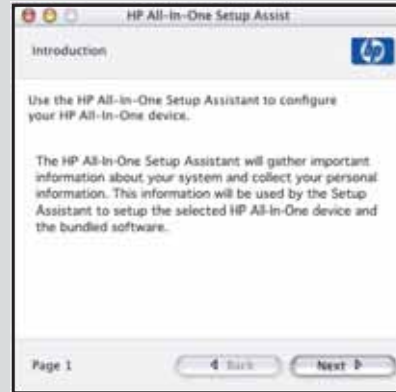 HP All-In-One Setup Assist
Introduction
hp
Use the HP All-In-One Setup Assistant to configure
your HP All-In-One device.
The HP All-In-One Setup Assistant will gather important
information about your system and collect your personal
information. This information will be used by the Setup
Assistant to setup the selected HP All-In-One device and
the bundled software.
Page 1
Back
Next